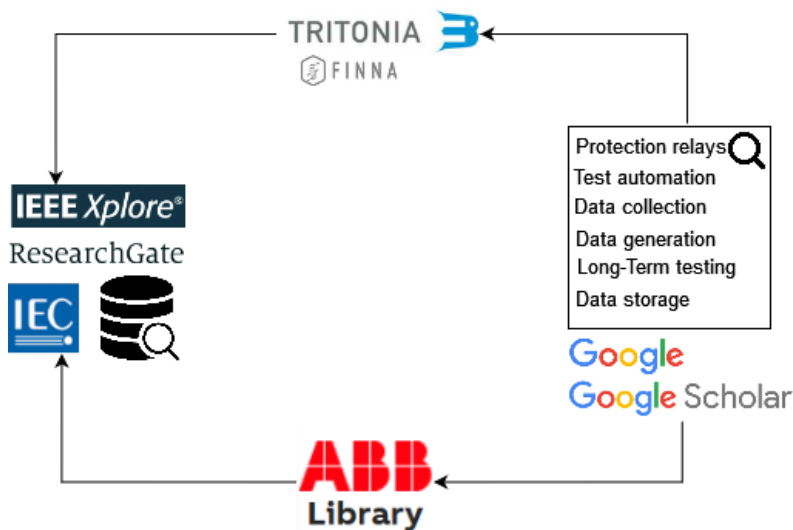 TRITONIA
FINNA
Protection relays
Test automation
Data collection
Data generation
Long-Term testing
Data storage
IEEE Xplore®
ResearchGate
IEC
Google
Google Scholar
ABB
Library